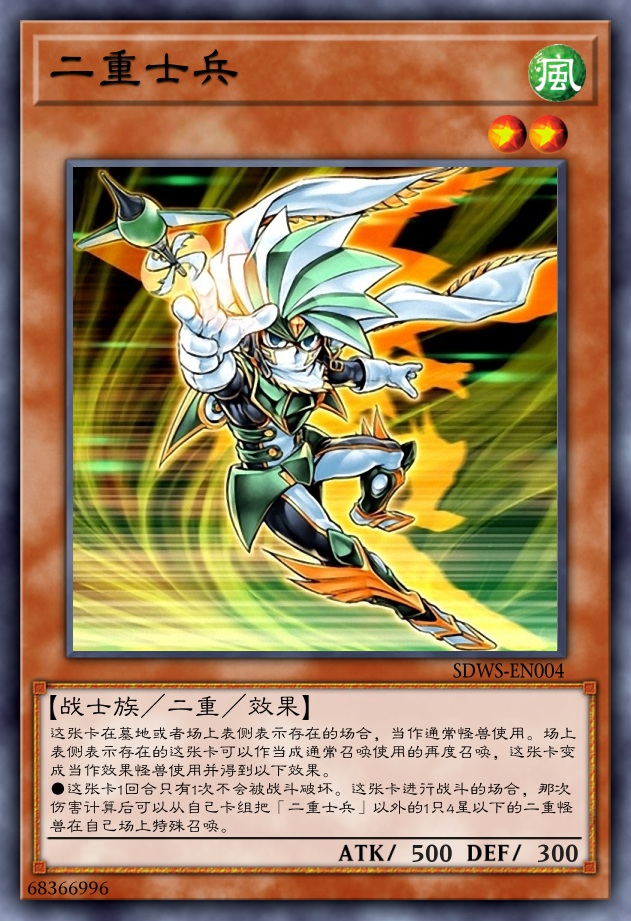 二重士兵
風
SDWS-EN004
【战士族／二重／效果】
这张卡在墓地或者场上表侧表示存在的场合，当作通常怪兽使用。场上
表侧表示存在的这张卡可以作当成通常召唤使用的再度召唤，这张卡变
成当作效果怪兽使用并得到以下效果。
●这张卡1回合只有1次不会被战斗破坏。这张卡进行战斗的场合，那次
伤害计算后可以从自己卡组把「二重士兵」以外的1只4星以下的二重怪
兽在自己场上特殊召唤。
ATK/ 500 DEF/ 300
68366996